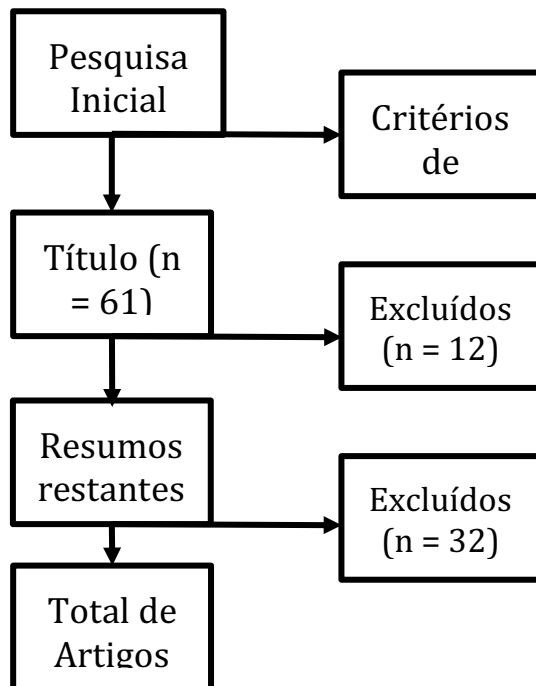 Pesquisa
Inicial
Critérios
de
Título (n
= 61)
Excluídos
(n = 12)
Resumos
restantes
Excluídos
(n = 32)
Total de
Artigos